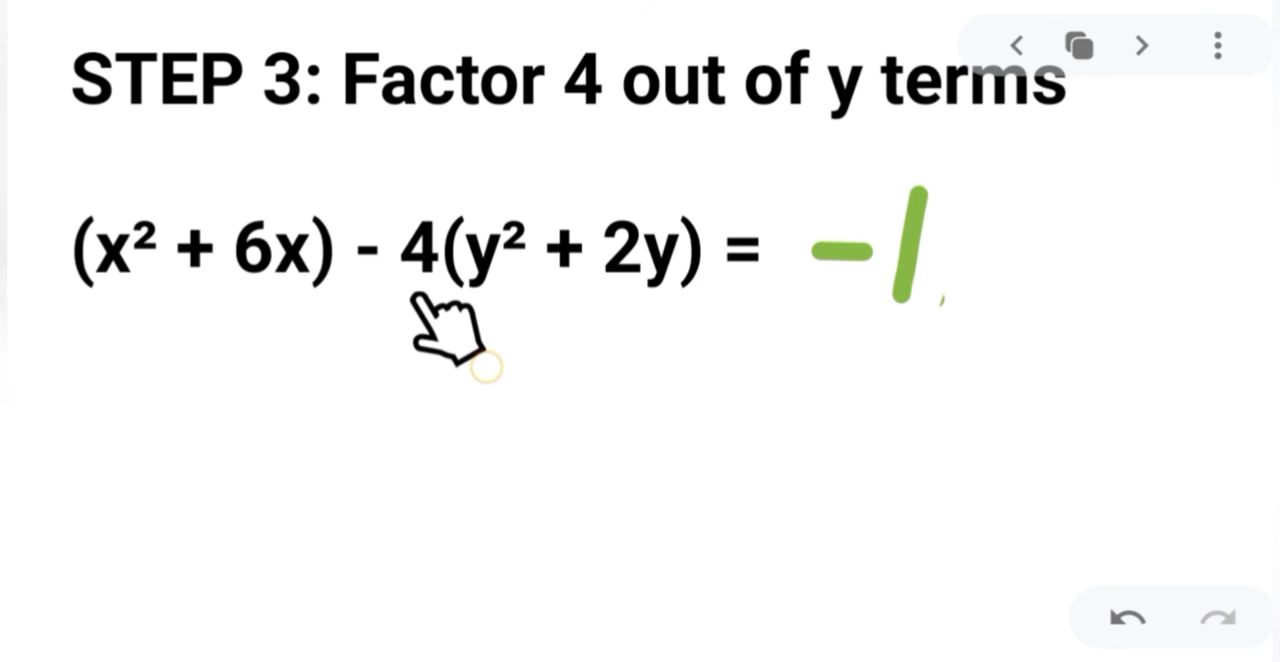 STEP 3: Factor 4 out of y terms
(x² + 6x) - 4(y² + 2y) = -1